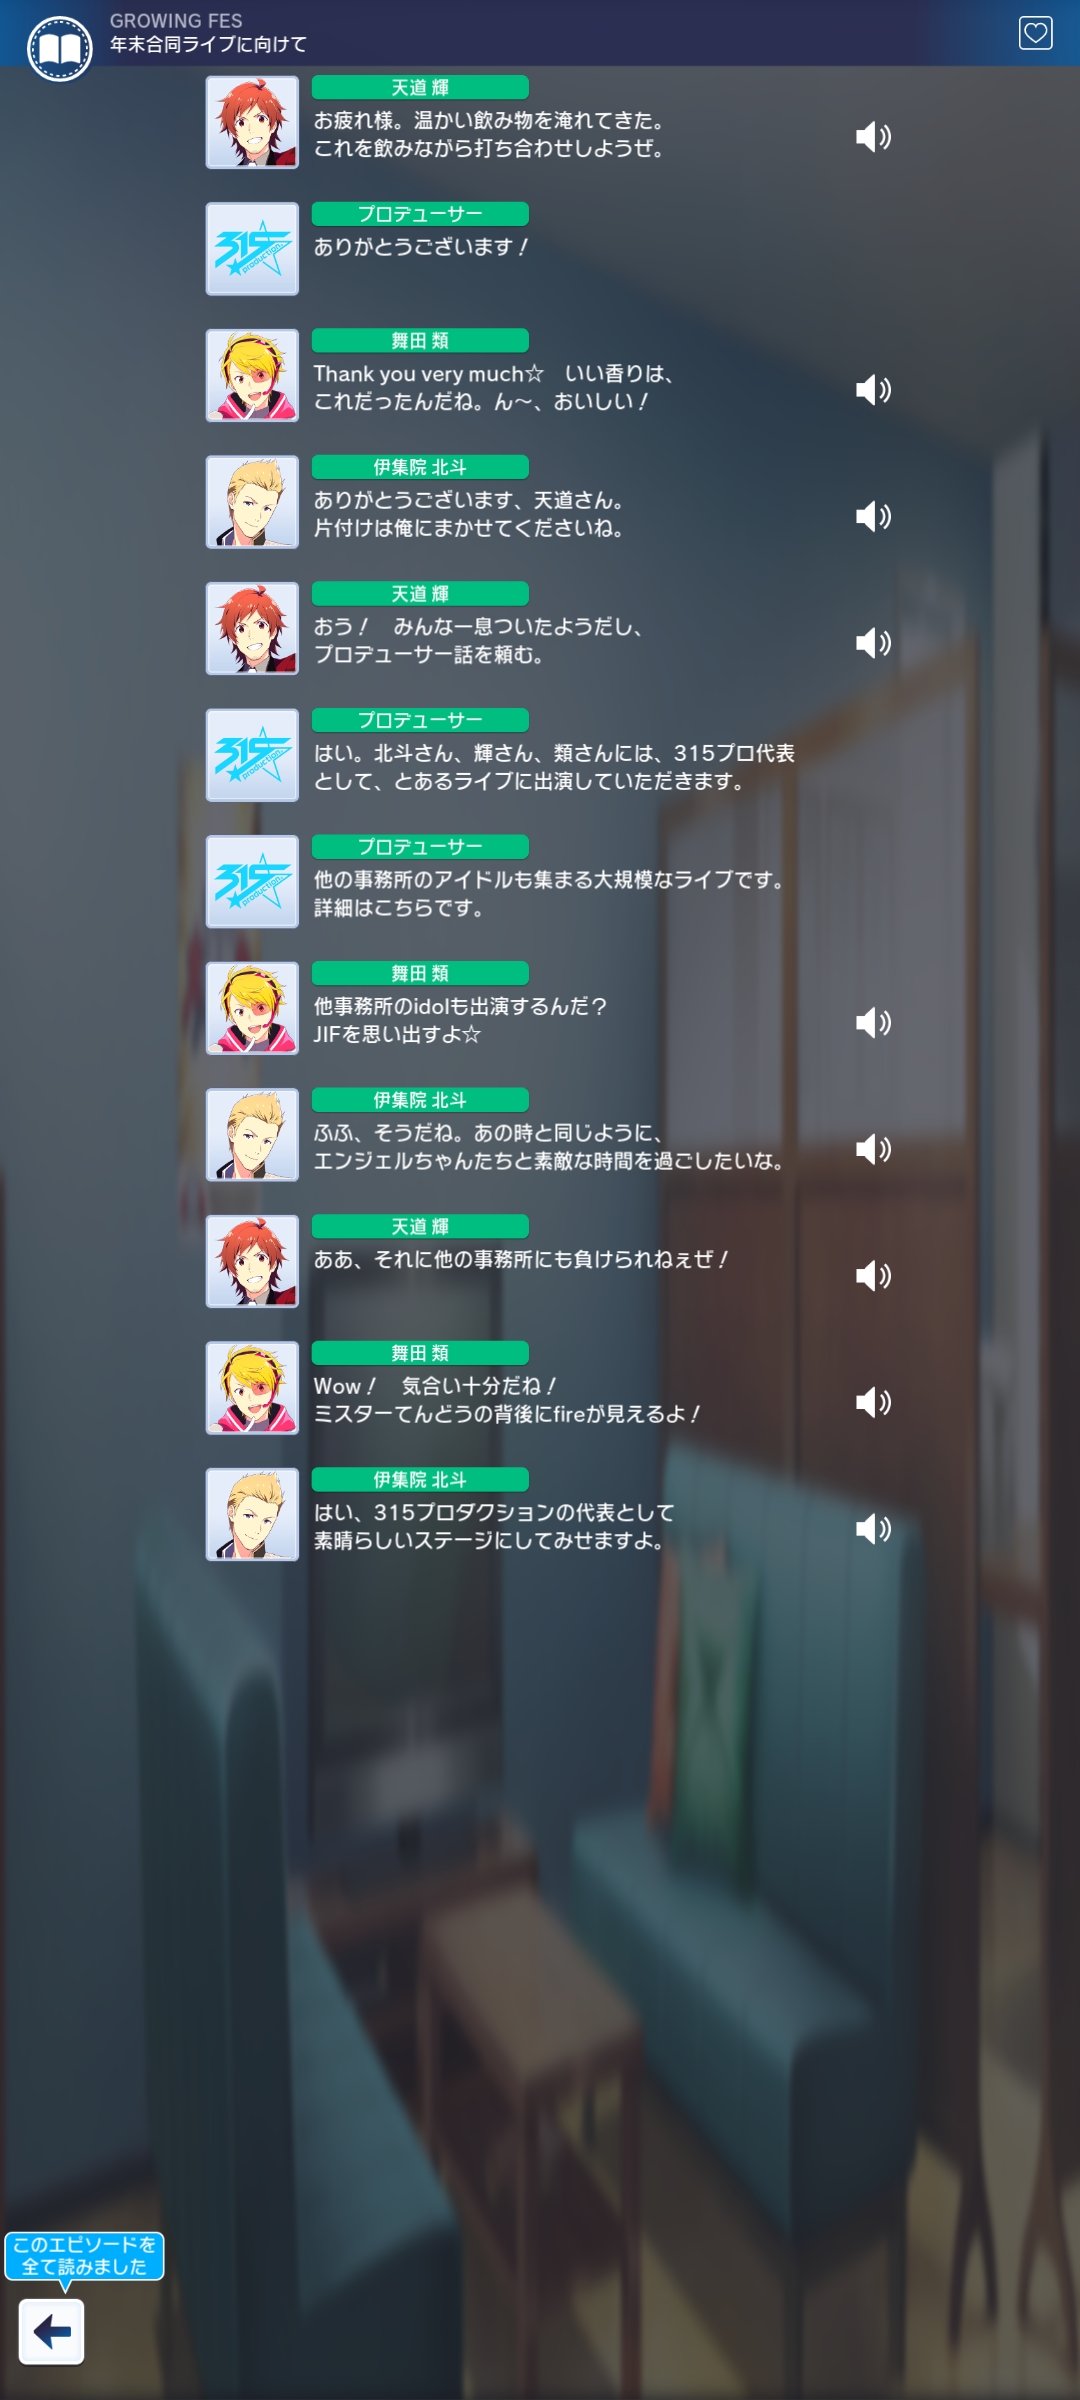 GROWING FES
年末合同ライブに向けて
天道 輝
お疲れ様。温かい飲み物を淹れてきた。
これを飲みながら打ち合わせしようぜ。
プロデューサー
315 production
ありがとうございます！
舞田 類
Thank you very much☆　いい香りは、
これだったんだね。ん～、おいしい！
伊集院 北斗
ありがとうございます、天道さん。
片付けは俺にまかせてくださいね。
天道 輝
おう！　みんな一息ついたようだし、
プロデューサー話を頼む。
プロデューサー
315 production
はい。北斗さん、輝さん、類さんには、315プロ代表
として、とあるライブに出演していただきます。
プロデューサー
315 production
他の事務所のアイドルも集まる大規模なライブです。
詳細はこちらです。
舞田 類
他事務所のidolも出演するんだ？
JIFを思い出すよ☆
伊集院 北斗
ふふ、そうだね。あの時と同じように、
エンジェルちゃんたちと素敵な時間を過ごしたいな。
天道 輝
ああ、それに他の事務所にも負けられねぇぜ！
舞田 類
Wow！　気合い十分だね！
ミスターてんどうの背後にfireが見えるよ！
伊集院 北斗
はい、315プロダクションの代表として
素晴らしいステージにしてみせますよ。
このエピソードを
全て読みました